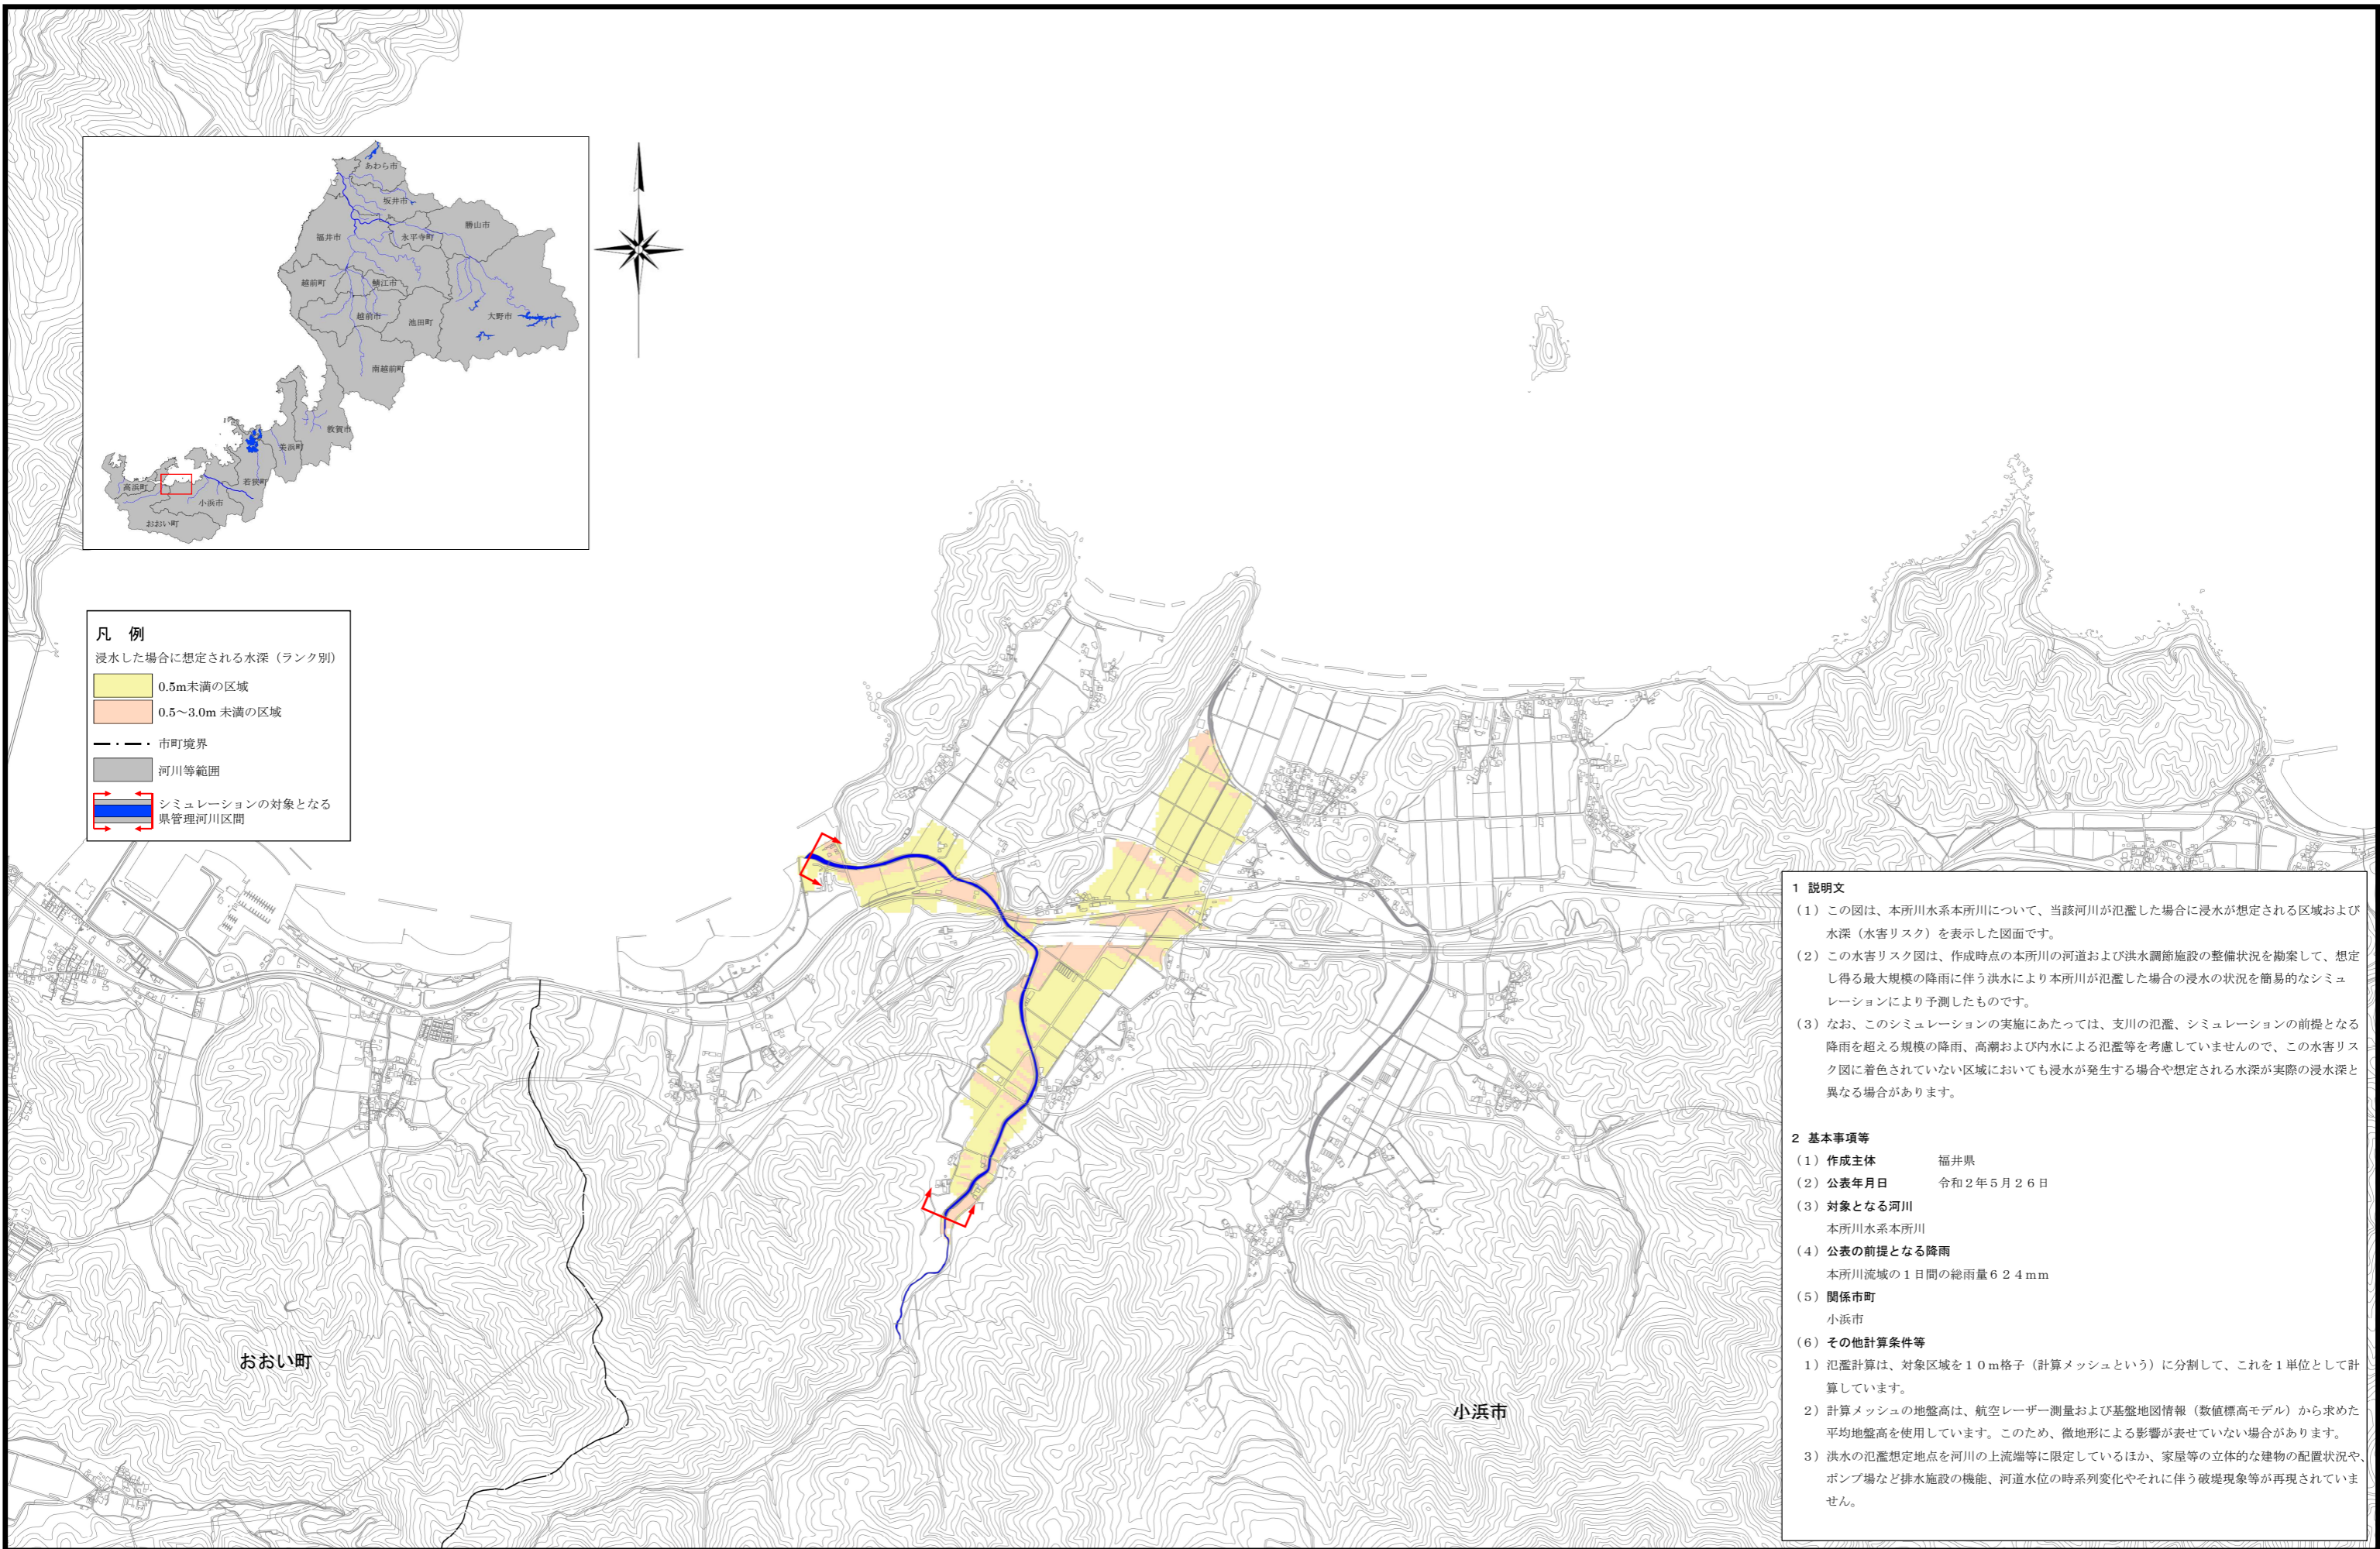 あわら市
坂井市
勝山市
福井市
永平寺町
越前町
鯖江市
越前市
池田町
大野市
南越前町
敦賀市
美浜町
若狭町
高浜町
小浜市
おおい町
凡 例
浸水した場合に想定される水深（ランク別）
0.5m未満の区域
0.5～3.0m 未満の区域
市町境界
河川等範囲
シミュレーションの対象となる
県管理河川区間
おおい町
小浜市
1 説明文
（１）この図は、本所川水系本所川について、当該河川が氾濫した場合に浸水が想定される区域および
水深（水害リスク）を表示した図面です。
（２）この水害リスク図は、作成時点の本所川の河道および洪水調節施設の整備状況を勘案して、想定
し得る最大規模の降雨に伴う洪水により本所川が氾濫した場合の浸水の状況を簡易的なシミュ
レーションにより予測したものです。
（３）なお、このシミュレーションの実施にあたっては、支川の氾濫、シミュレーションの前提となる
降雨を超える規模の降雨、高潮および内水による氾濫等を考慮していませんので、この水害リス
ク図に着色されていない区域においても浸水が発生する場合や想定される水深が実際の浸水深と
異なる場合があります。
2 基本事項等
（１）作成主体 福井県
（２）公表年月日 令和２年５月２６日
（３）対象となる河川
本所川水系本所川
（４）公表の前提となる降雨
本所川流域の１日間の総雨量６２４mm
（５）関係市町
小浜市
（６）その他計算条件等
１）氾濫計算は、対象区域を１０ｍ格子（計算メッシュという）に分割して、これを１単位として計
算しています。
２）計算メッシュの地盤高は、航空レーザー測量および基盤地図情報（数値標高モデル）から求めた
平均地盤高を使用しています。このため、微地形による影響が表せていない場合があります。
３）洪水の氾濫想定地点を河川の上流端等に限定しているほか、家屋等の立体的な建物の配置状況や、
ポンプ場など排水施設の機能、河道水位の時系列変化やそれに伴う破堤現象等が再現されていま
せん。